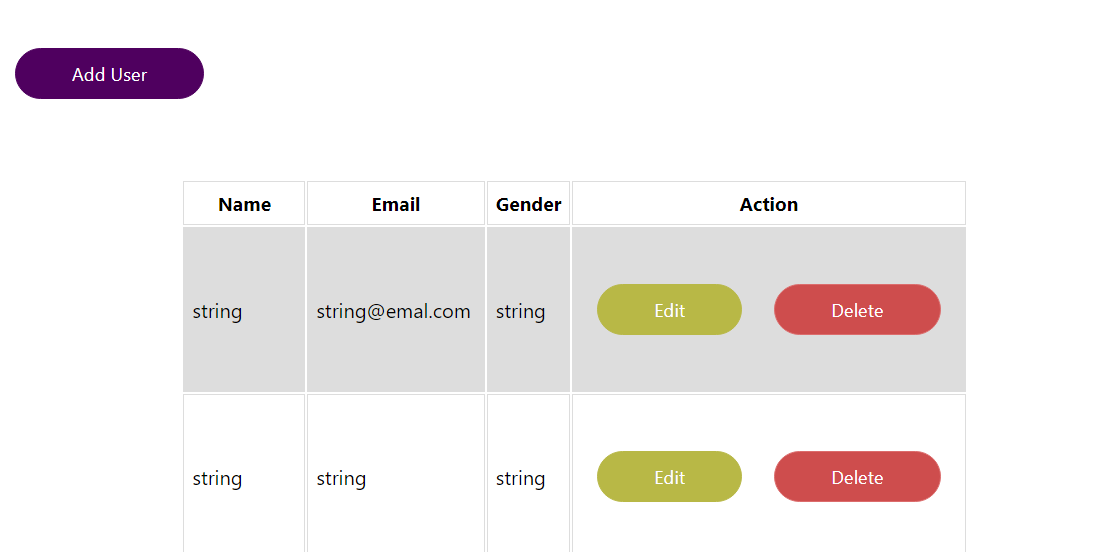 Add User
Name Email Gender Action
string string@emal.com string Edit Delete
string string string Edit Delete